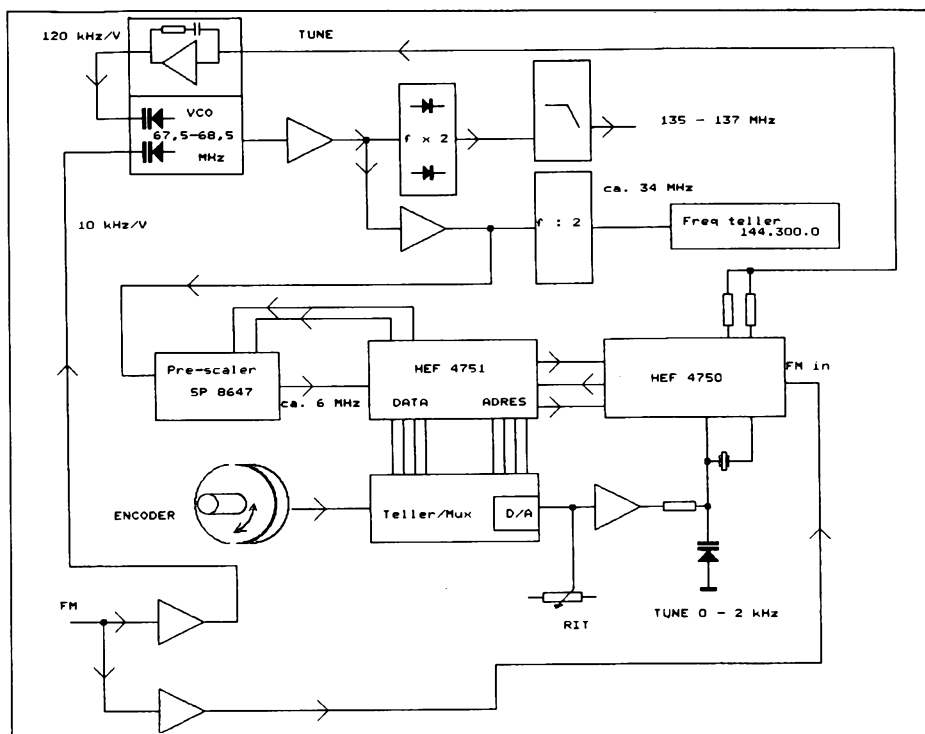 120 kHz/V
TUNE
VCO
67,5-68,5
MHz
f x 2
135 - 137 MHz
10 kHz/V
ca. 34 MHz
f : 2
Freq teller
144.300.0
Pre-scaler
SP 8647
ca. 6 MHz
HEF 4751
DATA
ADRES
HEF 4750
FM in
ENCODER
Teller/Mux
D/A
RIT
TUNE 0 - 2 kHz
FM